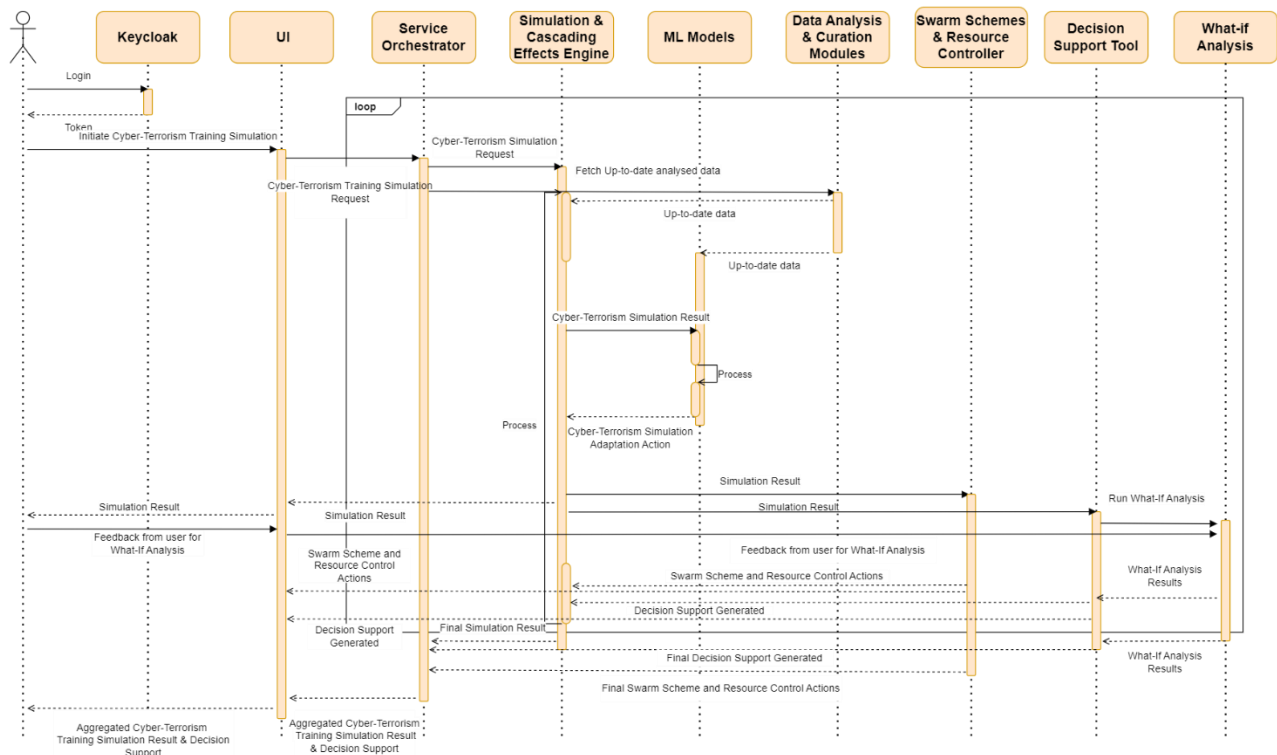 Keycloak
UI
Service
Orchestrator
Simulation &
Cascading
Effects Engine
ML Models
Data Analysis
& Curation
Modules
Swarm Schemes
& Resource
Controller
Decision
Support Tool
What-if
Analysis
Login
loop
Token
Initiate Cyber-Terrorism Training Simulation
Cyber-Terrorism Simulation
Request
Fetch Up-to-date analysed data
Cyber-Terrorism Training Simulation
Request
Up-to-date data
Up-to-date data
Cyber-Terrorism Simulation Result
Process
Process
Cyber-Terrorism Simulation
Adaptation Action
Simulation Result
Run What-If Analysis
Simulation Result
Simulation Result
Simulation Result
Feedback from user for
What-If Analysis
Feedback from user for What-If Analysis
Swarm Scheme and
Resource Control
Actions
Swarm Scheme and Resource Control Actions
What-If Analysis
Results
Decision Support Generated
Final Simulation Result
Decision Support
Generated
Final Decision Support Generated
What-If Analysis
Results
Final Swarm Scheme and Resource Control Actions
Aggregated Cyber-Terrorism
Training Simulation Result & Decision
Support
Aggregated Cyber-Terrorism
Training Simulation Result
& Decision Support